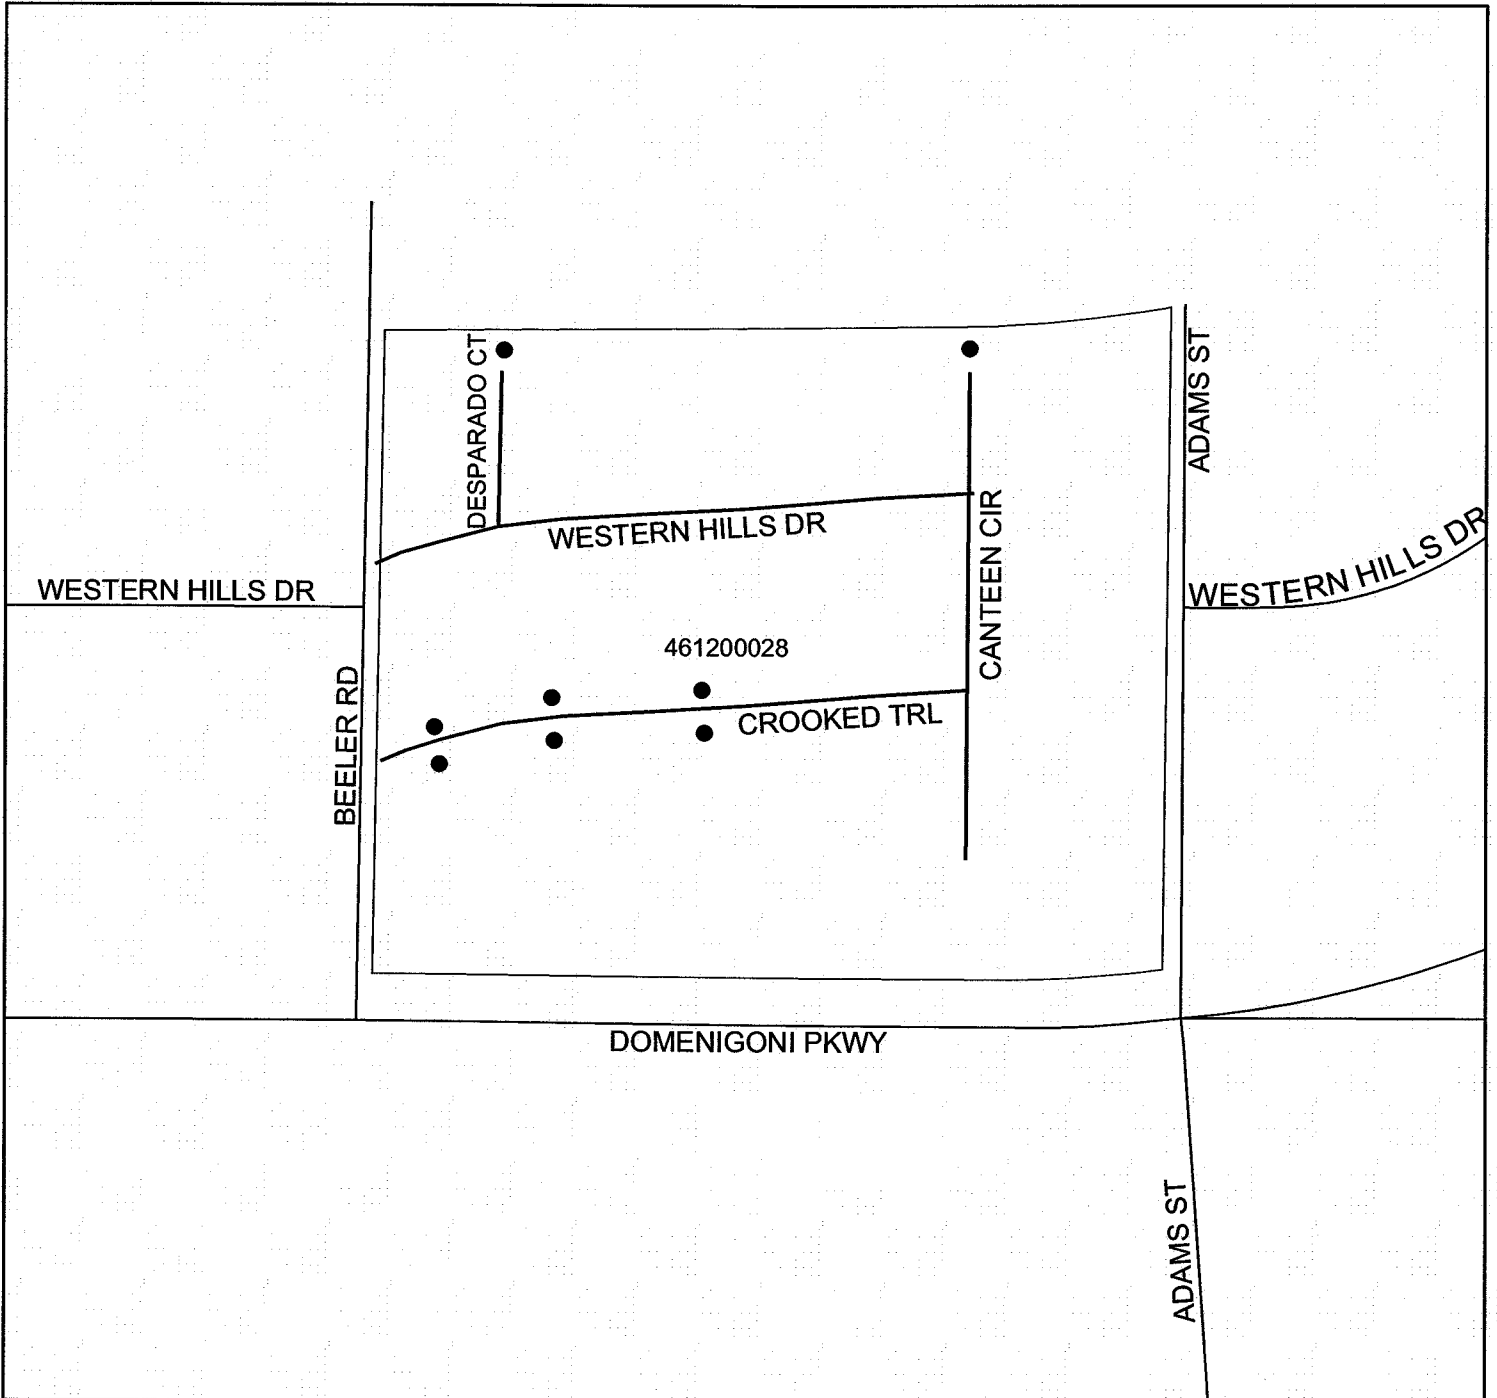 DESPARADO CT
ADAMS ST
WESTERN HILLS DR
CANTEEN CIR
WESTERN HILLS DR
WESTERN HILLS DR
461200028
BEELER RD
CROOKED TRL
DOMENIGONI PKWY
ADAMS ST